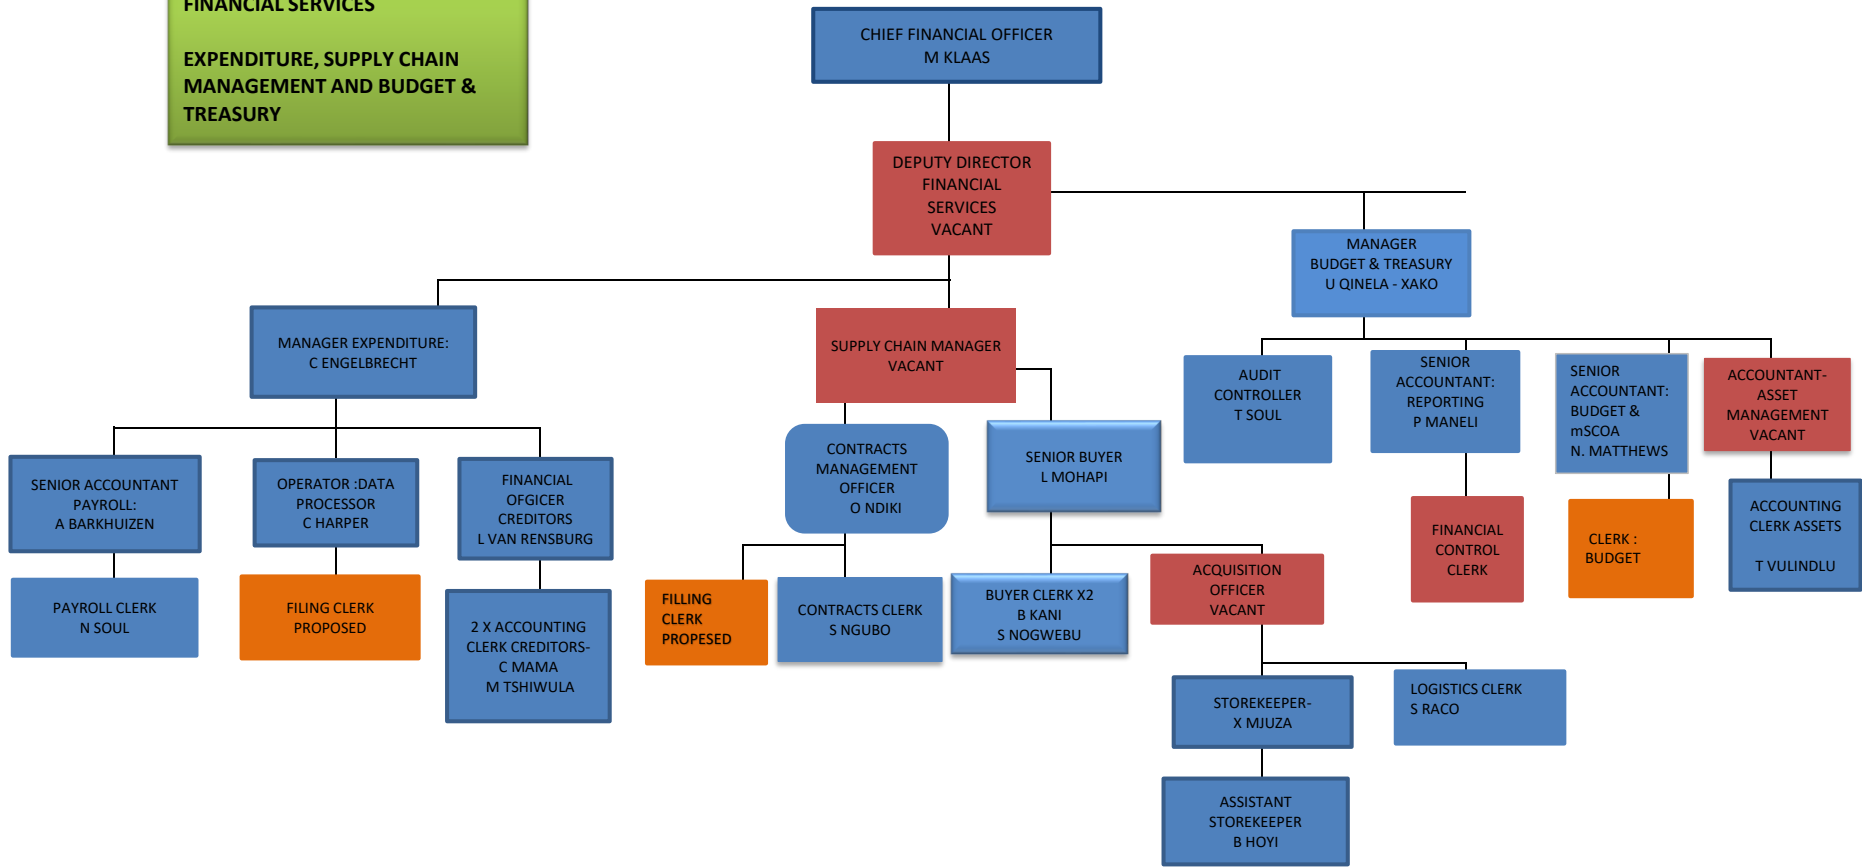 FINANCIAL SERVICES
EXPENDITURE, SUPPLY CHAIN
MANAGEMENT AND BUDGET &
TREASURY
CHIEF FINANCIAL OFFICER
M KLAAS
DEPUTY DIRECTOR
FINANCIAL
SERVICES
VACANT
MANAGER
BUDGET & TREASURY
U QINELA - XAKO
MANAGER EXPENDITURE:
C ENGELBRECHT
SUPPLY CHAIN MANAGER
VACANT
AUDIT
CONTROLLER
T SOUL
SENIOR
ACCOUNTANT:
REPORTING
P MANELI
SENIOR
ACCOUNTANT:
BUDGET &
mSCOA
N. MATTHEWS
ACCOUNTANT-
ASSET
MANAGEMENT
VACANT
SENIOR ACCOUNTANT
PAYROLL:
A BARKHUIZEN
OPERATOR :DATA
PROCESSOR
C HARPER
FINANCIAL
OFGICER
CREDITORS
L VAN RENSBURG
CONTRACTS
MANAGEMENT
OFFICER
O NDIKI
SENIOR BUYER
L MOHAPI
FINANCIAL
CONTROL
CLERK
CLERK :
BUDGET
ACCOUNTING
CLERK ASSETS
T VULINDLU
PAYROLL CLERK
N SOUL
FILING CLERK
PROPOSED
2 X ACCOUNTING
CLERK CREDITORS-
C MAMA
M TSHIWULA
FILLING
CLERK
PROPESED
CONTRACTS CLERK
S NGUBO
BUYER CLERK X2
B KANI
S NOGWEBU
ACQUISITION
OFFICER
VACANT
STOREKEEPER-
X MJUZA
LOGISTICS CLERK
S RACO
ASSISTANT
STOREKEEPER
B HOYI